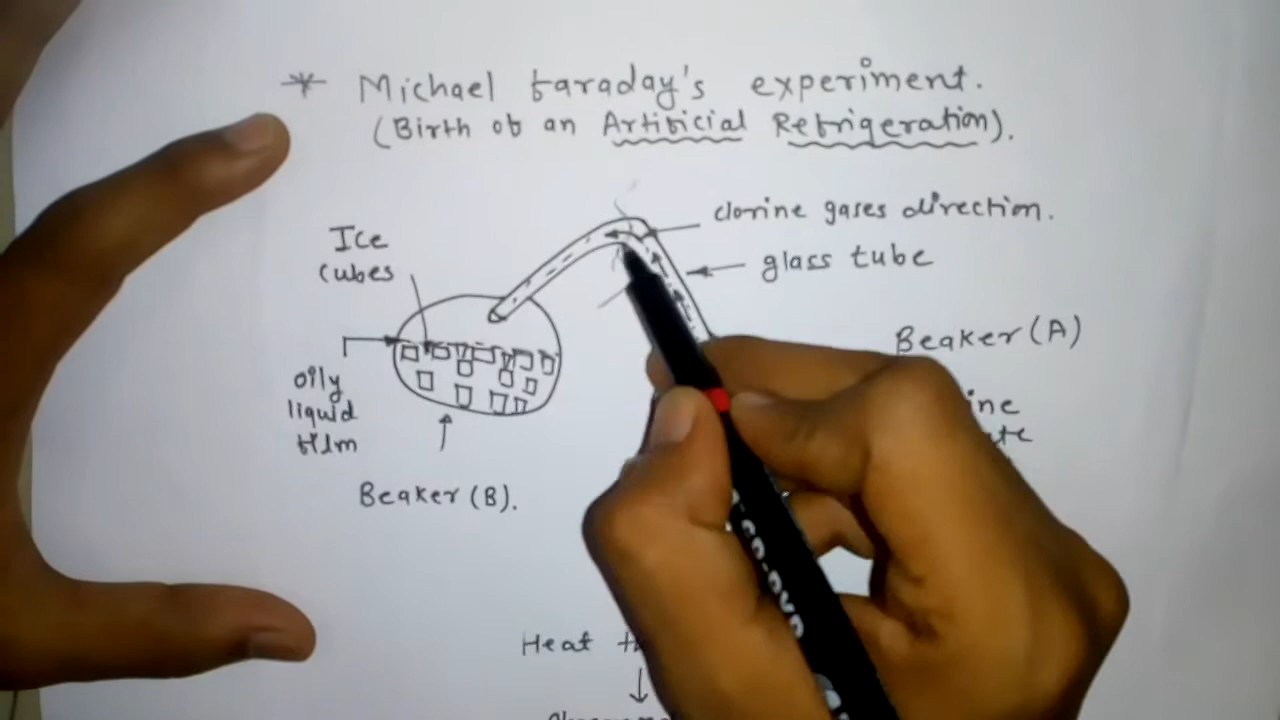 * Michael faraday's experiment.
(Birth of an Artificial Refrigeration).
clorine gases direction.
Ice
cubes
glass tube
Beaker (A)
oily
liquid
film
Beaker (B).
Heat